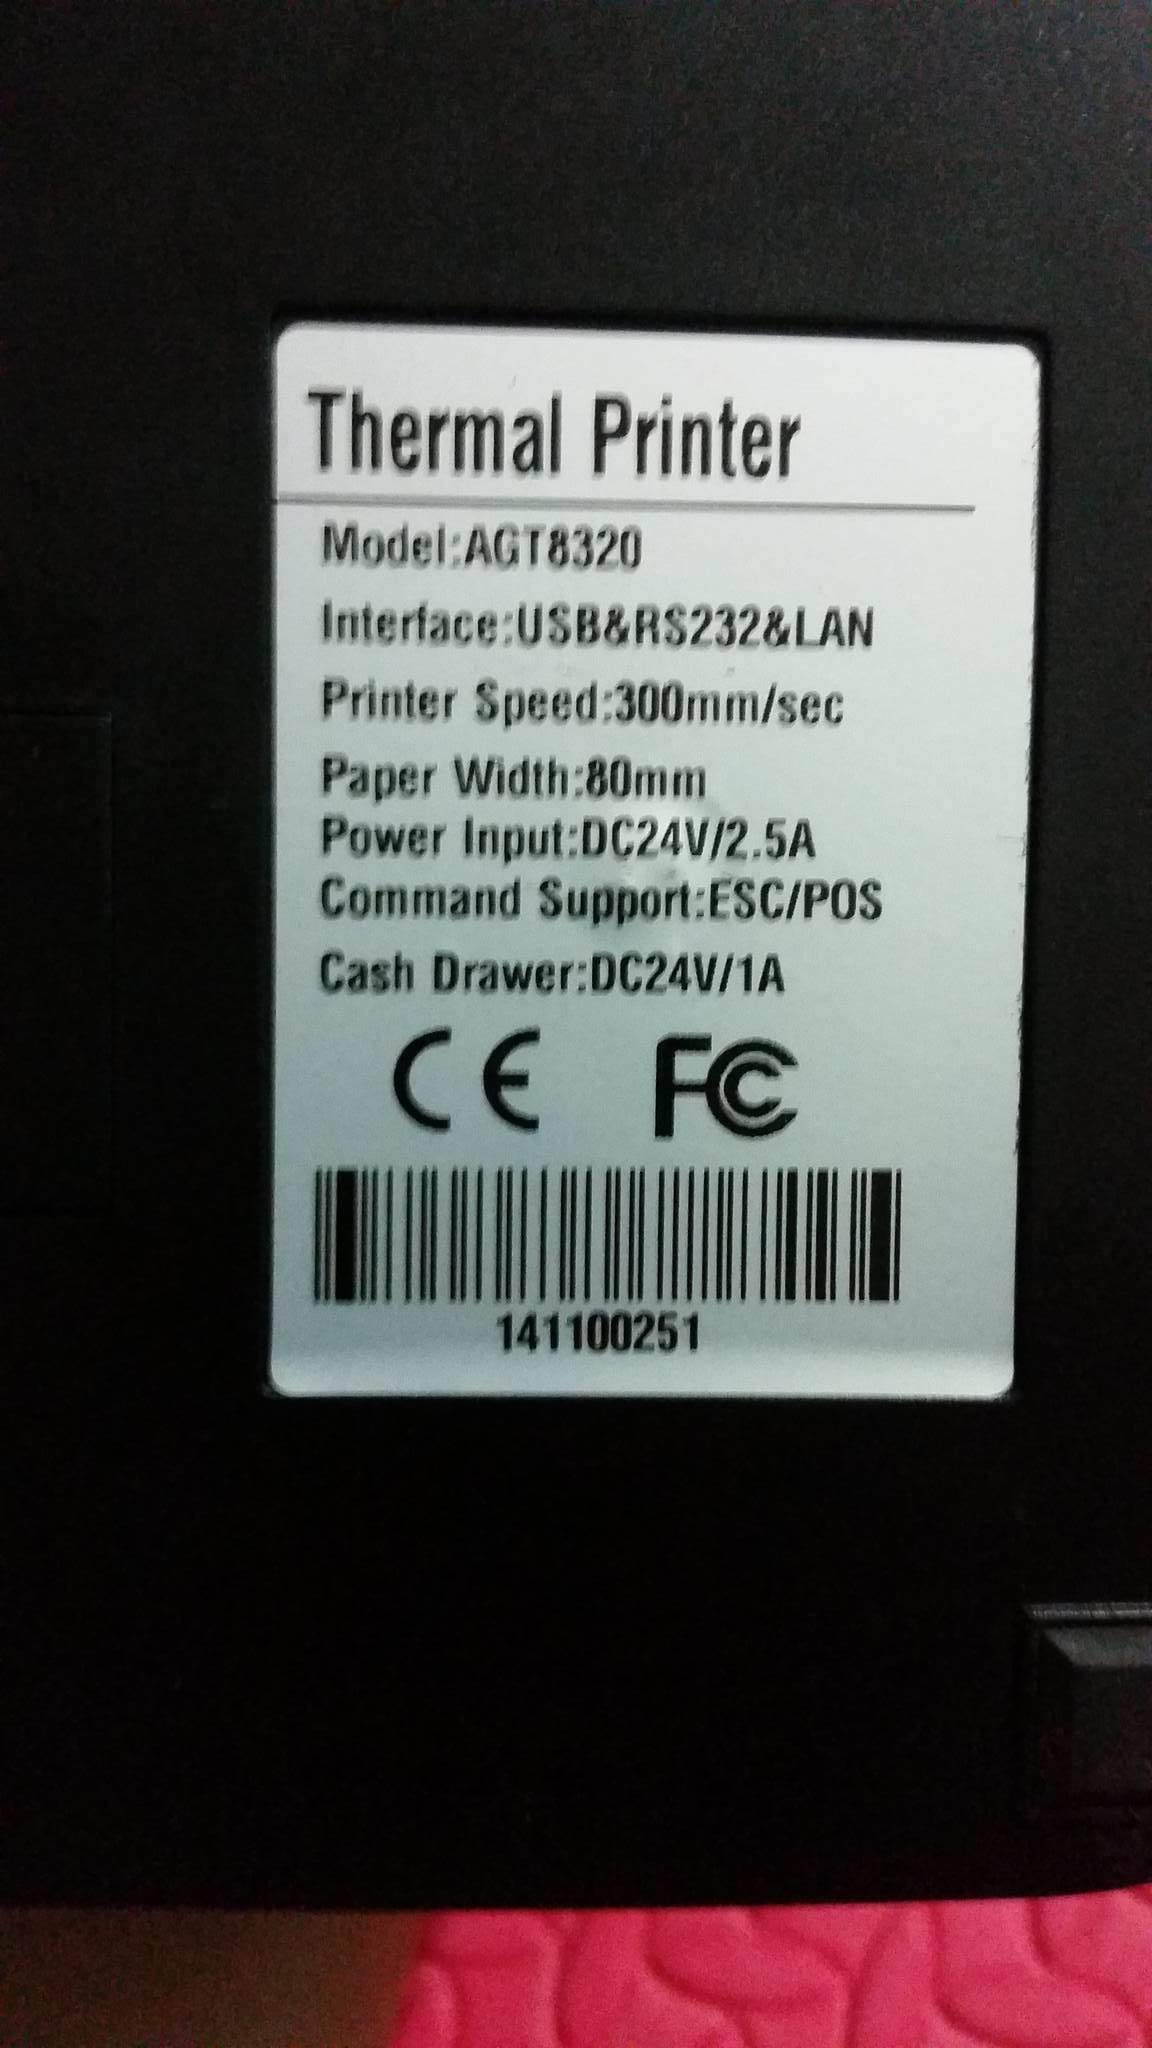 Thermal Printer
Model:AGT8320
Interface:USB&RS232&LAN
Printer Speed:300mm/sec
Paper Width:80mm
Power Input:DC24V/2.5A
Command Support:ESC/POS
Cash Drawer:DC24V/1A
CE FC
141100251